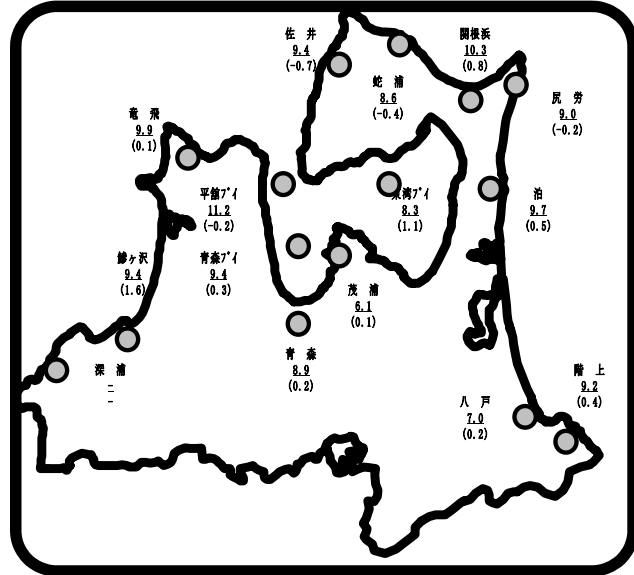 佐 井
9.4
(-0.7)
関根浜
10.3
(0.8)
蛇 浦
8.6
(-0.4)
尻 労
9.0
(-0.2)
竜 飛
9.9
(0.1)
平舘ﾌﾞｲ
11.2
(-0.2)
東湾ﾌﾞｲ
8.3
(1.1)
泊
9.7
(0.5)
鰺ヶ沢
9.4
(1.6)
青森ﾌﾞｲ
9.4
(0.3)
茂 浦
6.1
(0.1)
青 森
8.9
(0.2)
深 浦
--
-
階 上
9.2
(0.4)
八 戸
7.0
(0.2)